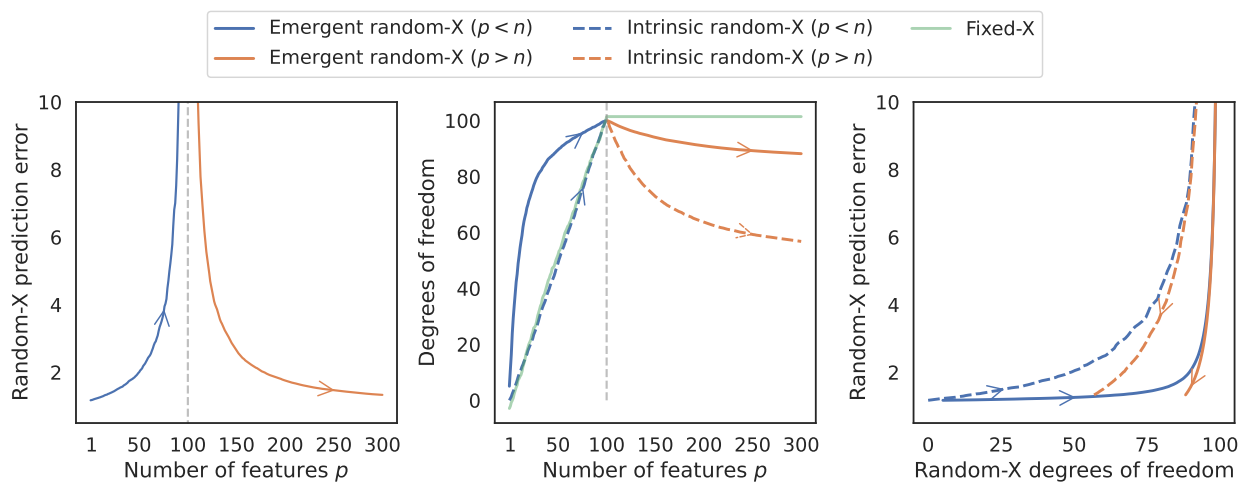 Emergent random-X (p < n) Intrinsic random-X (p < n) Fixed-X
Emergent random-X (p > n) Intrinsic random-X (p > n)
Random-X prediction error
10
8
6
4
2
1 50 100 150 200 250 300
Number of features p
Degrees of freedom
100
80
60
40
20
0
1 50 100 150 200 250 300
Number of features p
Random-X prediction error
10
8
6
4
2
0 25 50 75 100
Random-X degrees of freedom